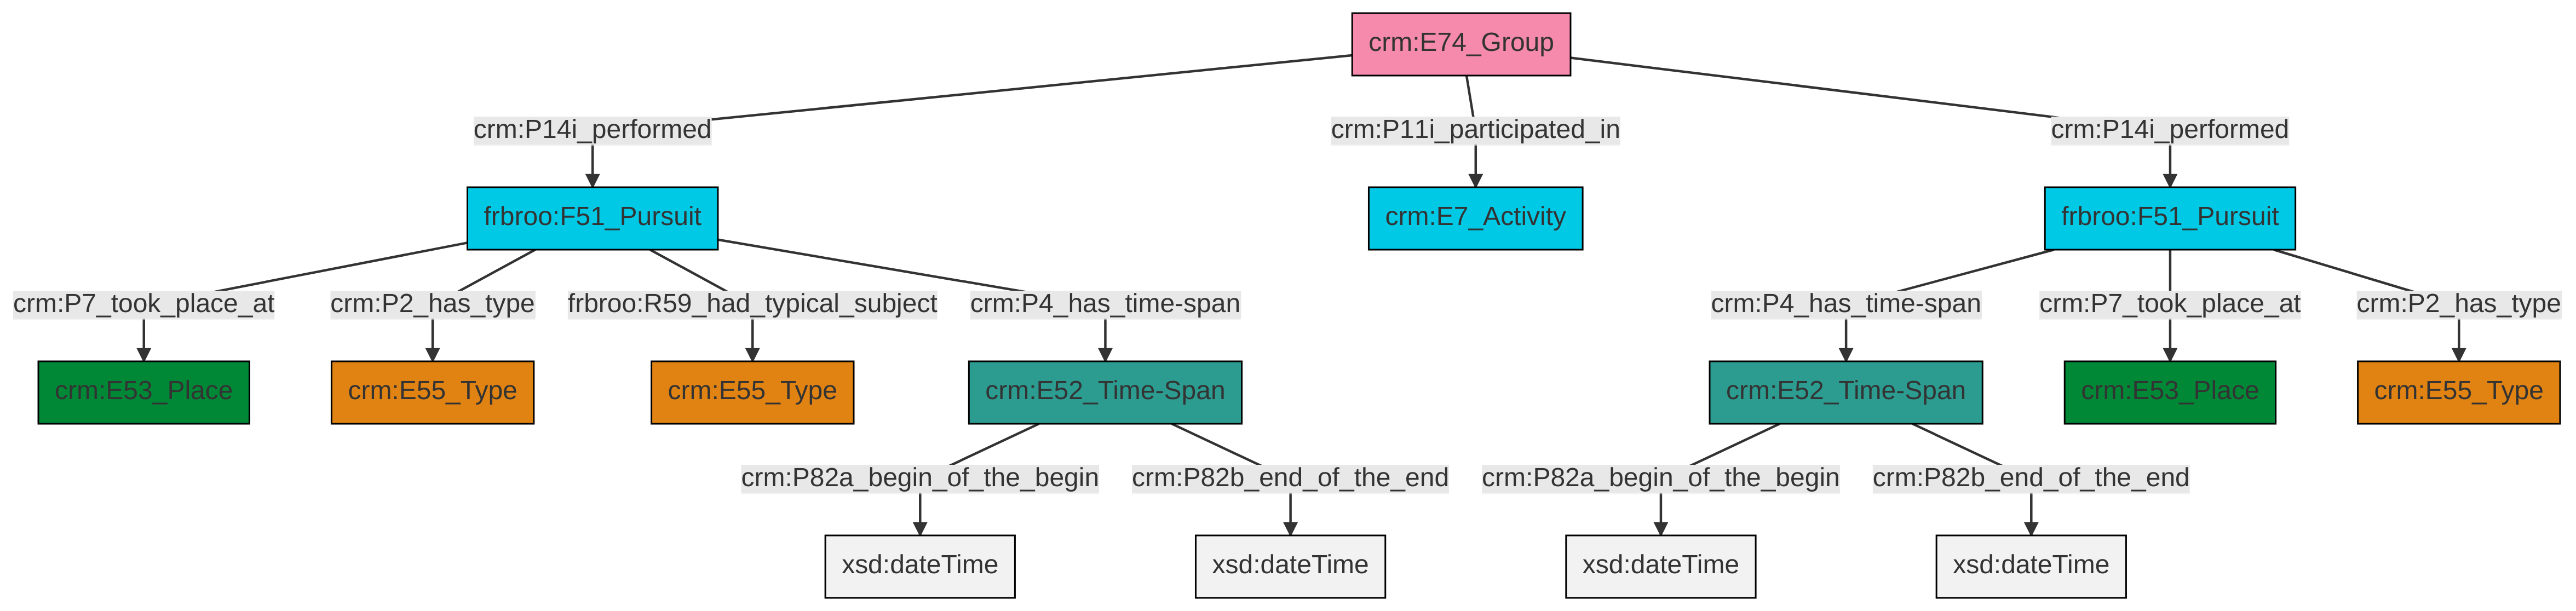 crm:E74_Group
crm:P14i_performed
crm:P11i_participated_in
crm:P14i_performed
frbroo:F51_Pursuit
crm:E7_Activity
frbroo:F51_Pursuit
crm:P7_took_place_at
crm:P2_has_type
frbroo:R59_had_typical_subject
crm:P4_has_time-span
crm:P4_has_time-span
crm:P7_took_place_at
crm:P2_has_type
crm:E53_Place
crm:E55_Type
crm:E55_Type
crm:E52_Time-Span
crm:E52_Time-Span
crm:E53_Place
crm:E55_Type
crm:P82a_begin_of_the_begin
crm:P82b_end_of_the_end
crm:P82a_begin_of_the_begin
crm:P82b_end_of_the_end
xsd:dateTime
xsd:dateTime
xsd:dateTime
xsd:dateTime